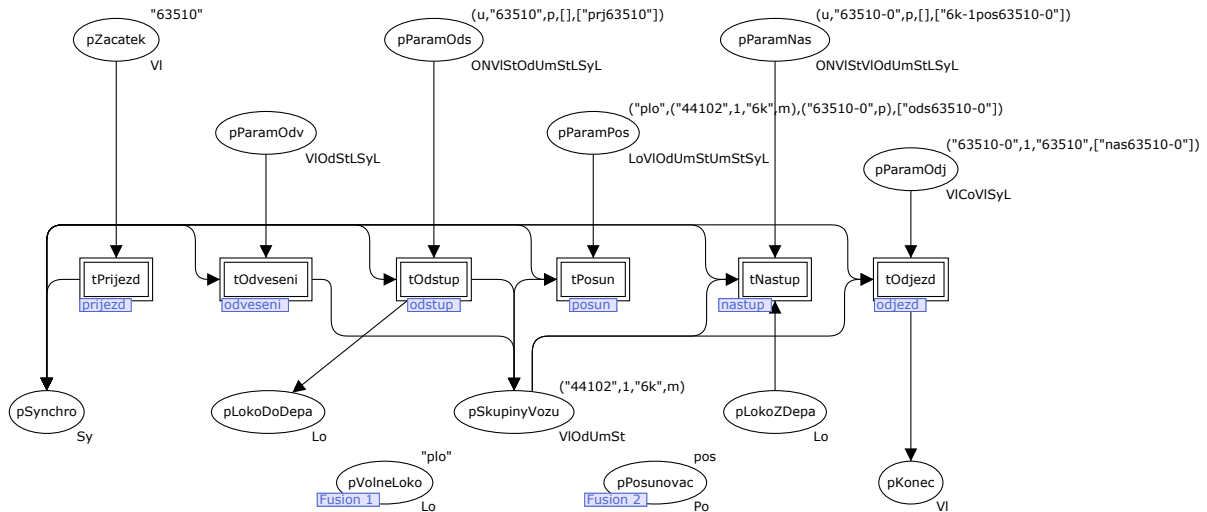 "63510"
(u,"63510",p,[],["prj63510"])
(u,"63510-0",p,[],["6k-1pos63510-0"])
pZacatek
pParamOds
pParamNas
Vl
ONVlStOdUmStLSyL
ONVlStVlOdUmStLSyL
("plo",("44102",1,"6k",m),("63510-0",p),["ods63510-0"])
pParamOdv
pParamPos
("63510-0",1,"63510",["nas63510-0"])
VlOdStLSyL
LoVlOdUmStUmStSyL
pParamOdj
VlCoVlSyL
tPrijezd
tOdveseni
tOdstup
tPosun
tNastup
tOdjezd
prijezd
odveseni
odstup
posun
nastup
odjezd
("44102",1,"6k",m)
pSynchro
pLokoDoDepa
pSkupinyVozu
pLokoZDepa
Sy
Lo
VlOdUmSt
Lo
"plo"
pos
pVolneLoko
pPosunovac
pKonec
Fusion 1
Fusion 2
Lo
Po
Vl